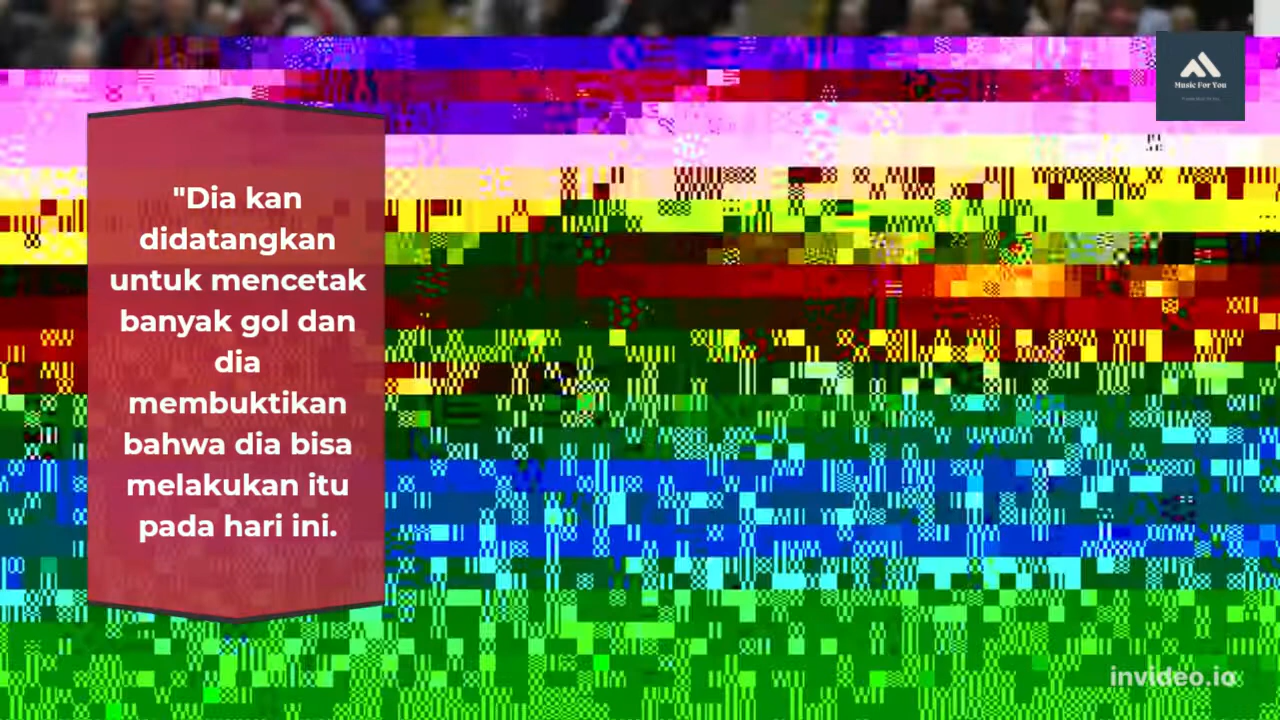 Music For You
"Dia kan
didatangkan
untuk mencetak
banyak gol dan
dia
membuktikan
bahwa dia bisa
melakukan itu
pada hari ini.
invideo.io